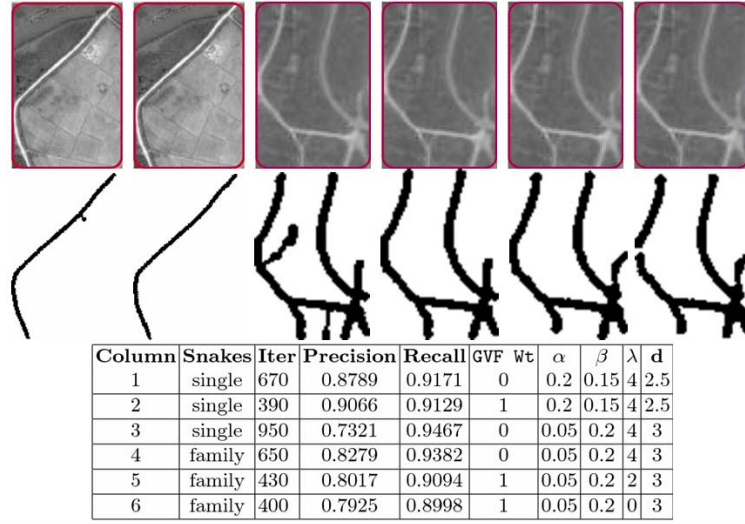 Column Snakes Iter Precision Recall GVF Wt α β λ d
1 single 670 0.8789 0.9171 0 0.2 0.15 4 2.5
2 single 390 0.9066 0.9129 1 0.2 0.15 4 2.5
3 single 950 0.7321 0.9467 0 0.05 0.2 4 3
4 family 650 0.8279 0.9382 0 0.05 0.2 4 3
5 family 430 0.8017 0.9094 1 0.05 0.2 2 3
6 family 400 0.7925 0.8998 1 0.05 0.2 0 3